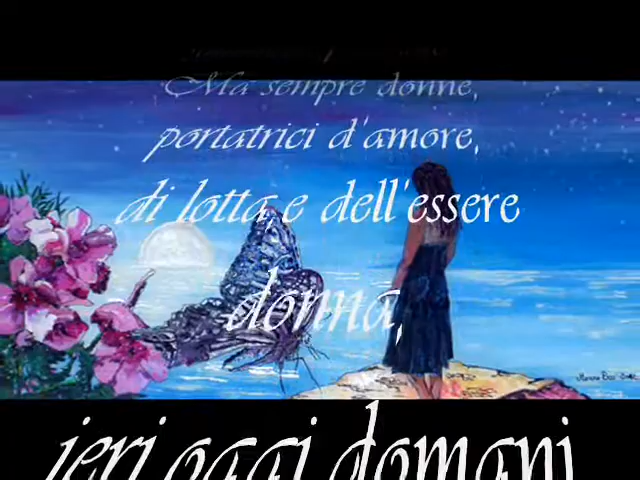 Ma sempre donne,
portatrici d'amore,
di lotta e dell'essere
donna,
ieri oggi domani